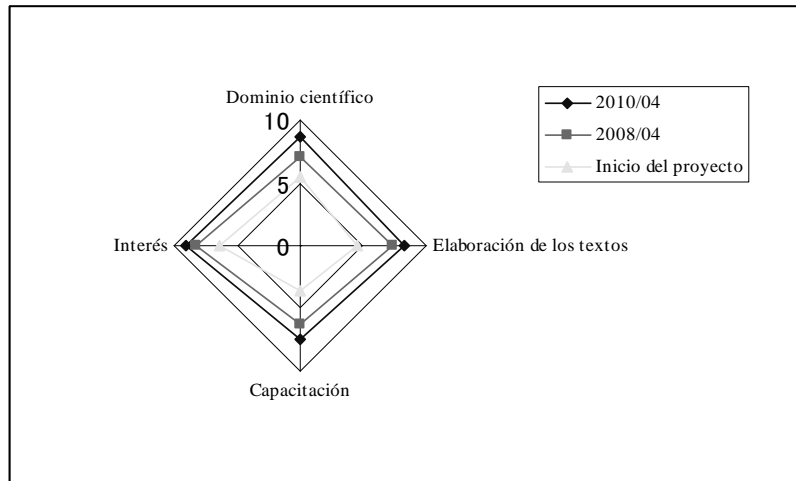 Dominio científico
10
5
0
Interés
Elaboración de los textos
Capacitación
2010/04
2008/04
Inicio del proyecto